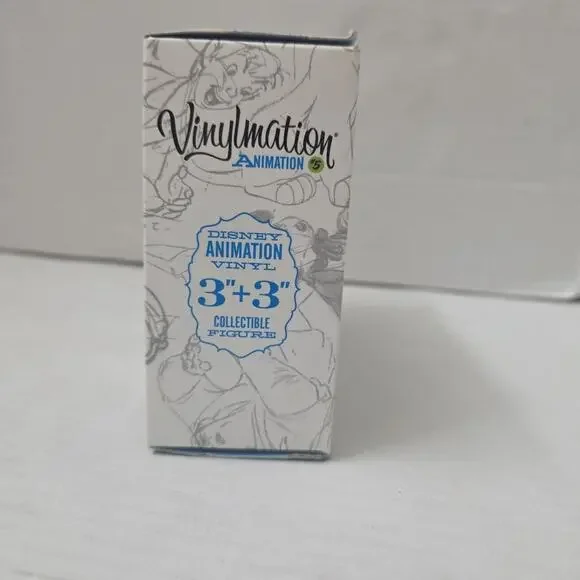 Vinylmation®
ANIMATION #5
DISNEY
ANIMATION
VINYL
3"+3"
COLLECTIBLE
FIGURE